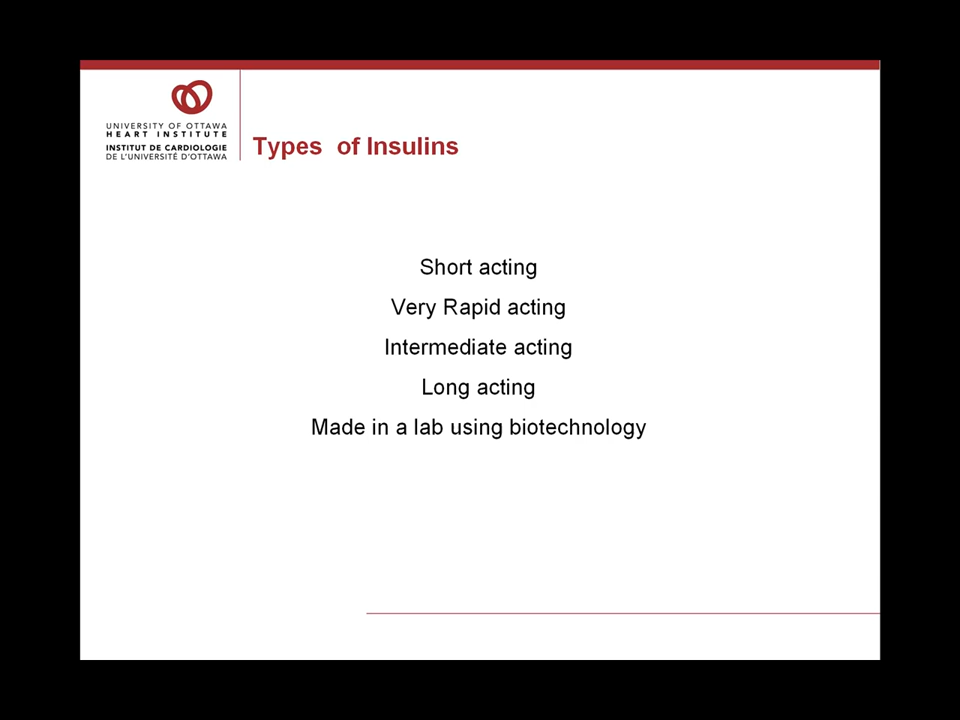 UNIVERSITY OF OTTAWA
HEART INSTITUTE
INSTITUT DE CARDIOLOGIE
DE L'UNIVERSITÉ D'OTTAWA
Types of Insulins
Short acting
Very Rapid acting
Intermediate acting
Long acting
Made in a lab using biotechnology